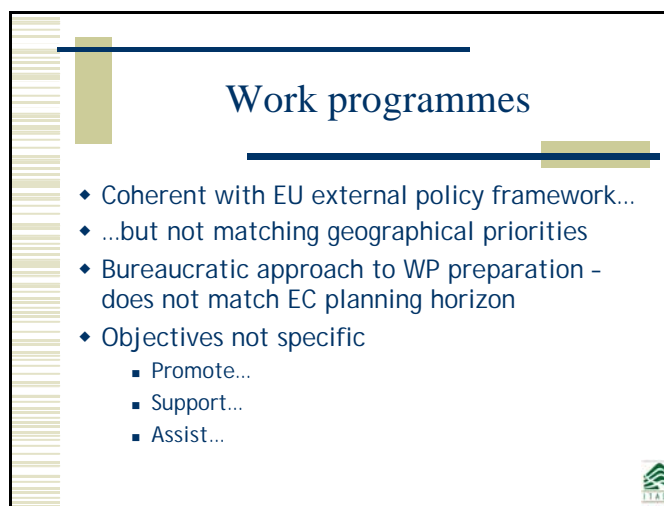 Work programmes
Coherent with EU external policy framework…
…but not matching geographical priorities
Bureaucratic approach to WP preparation –
does not match EC planning horizon
Objectives not specific
Promote…
Support…
Assist…
ITAD